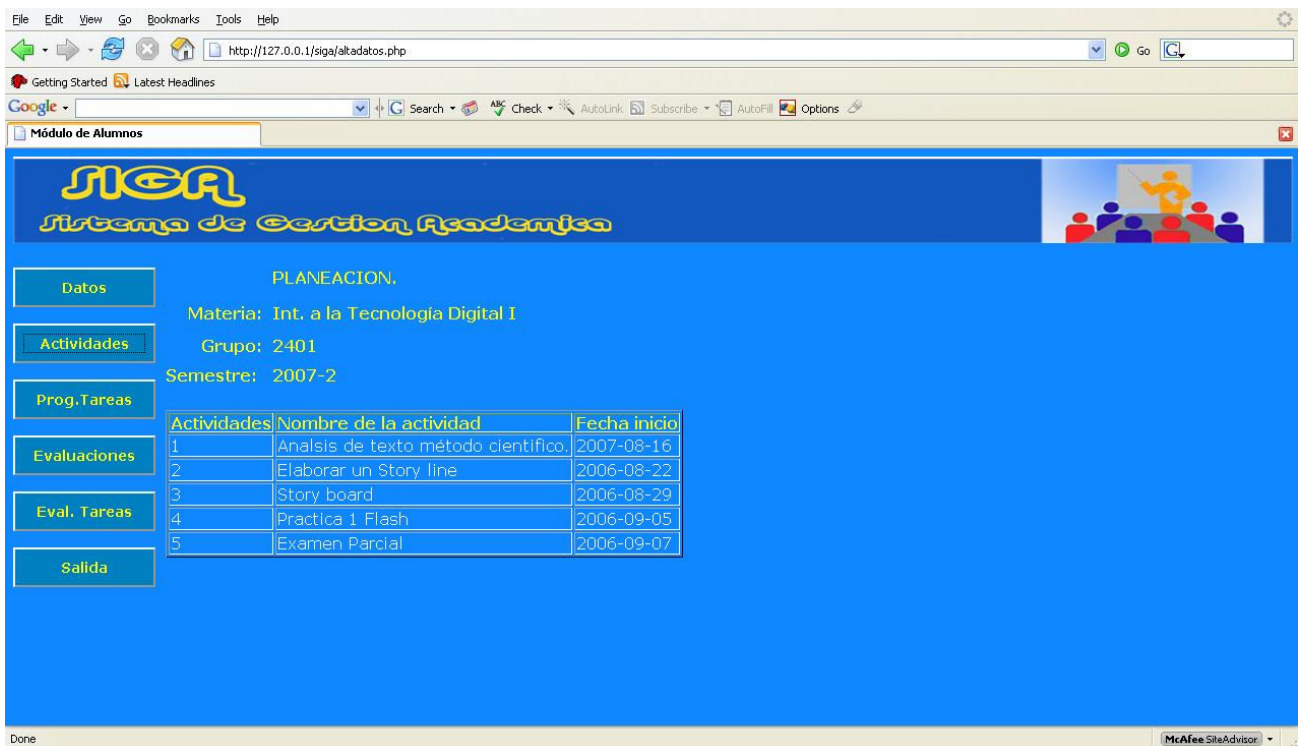 File Edit View Go Bookmarks Tools Help
http://127.0.0.1/siga/altadatos.php Go G
Getting Started Latest Headlines
Google G Search ABC Check AutoLink Subscribe AutoFill Options
Módulo de Alumnos
SIGA
Sistema de Gestion Academica
Datos
Actividades
Prog.Tareas
Evaluaciones
Eval. Tareas
Salida
PLANEACION.
Materia: Int. a la Tecnología Digital I
Grupo: 2401
Semestre: 2007-2
Actividades Nombre de la actividad Fecha inicio
1 Analsis de texto método cientifico. 2007-08-16
2 Elaborar un Story line 2006-08-22
3 Story board 2006-08-29
4 Practica 1 Flash 2006-09-05
5 Examen Parcial 2006-09-07
Done McAfee SiteAdvisor